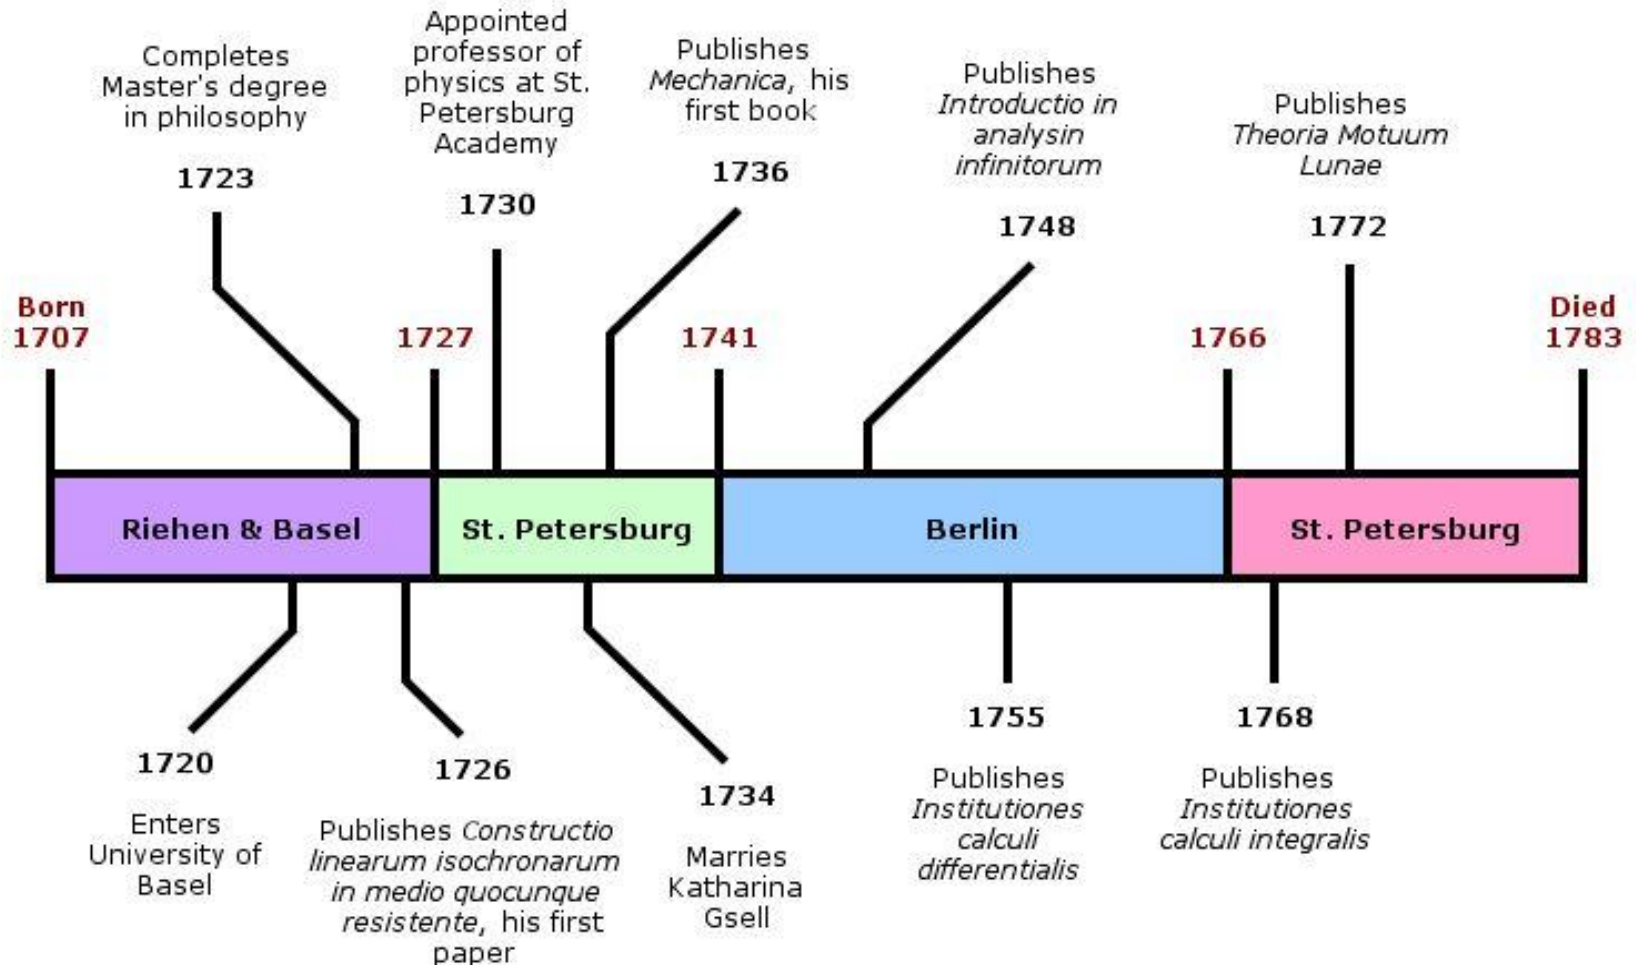 Completes
Master's degree
in philosophy
1723
Appointed
professor of
physics at St.
Petersburg
Academy
1730
Publishes
Mechanica, his
first book
1736
Publishes
Introductio in
analysin
infinitorum
1748
Publishes
Theoria Motuum
Lunae
1772
Born
1707
1727
1741
1766
Died
1783
Riehen & Basel
St. Petersburg
Berlin
St. Petersburg
1720
Enters
University of
Basel
1726
Publishes Constructio
linearum isochronarum
in medio quocunque
resistente, his first
paper
1734
Marries
Katharina
Gsell
1755
Publishes
Institutiones
calculi
differentialis
1768
Publishes
Institutiones
calculi integralis